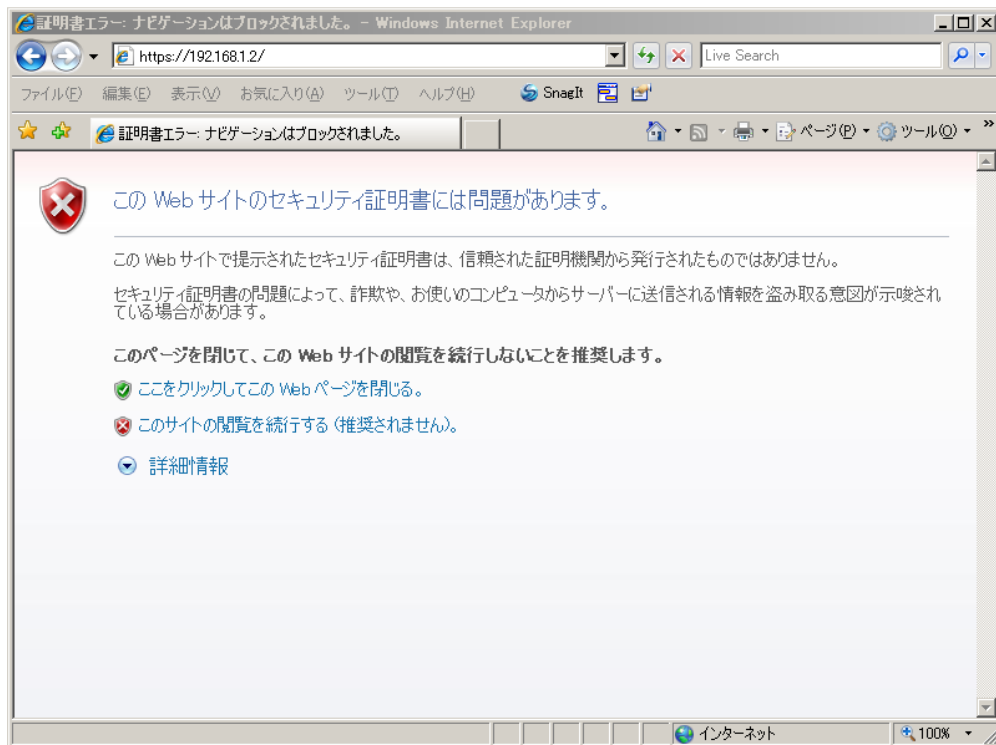 証明書エラー: ナビゲーションはブロックされました。 - Windows Internet Explorer
https://192.168.1.2/
Live Search
ファイル(F) 編集(E) 表示(V) お気に入り(A) ツール(T) ヘルプ(H) SnagIt
証明書エラー: ナビゲーションはブロックされました。 ページ(P) ツール(O) »
この Web サイトのセキュリティ証明書には問題があります。
この Web サイトで提示されたセキュリティ証明書は、信頼された証明機関から発行されたものではありません。
セキュリティ証明書の問題によって、詐欺や、お使いのコンピュータからサーバーに送信される情報を盗み取る意図が示唆され
ている場合があります。
このページを閉じて、この Web サイトの閲覧を続行しないことを推奨します。
ここをクリックしてこの Web ページを閉じる。
このサイトの閲覧を続行する (推奨されません)。
詳細情報
インターネット 100%